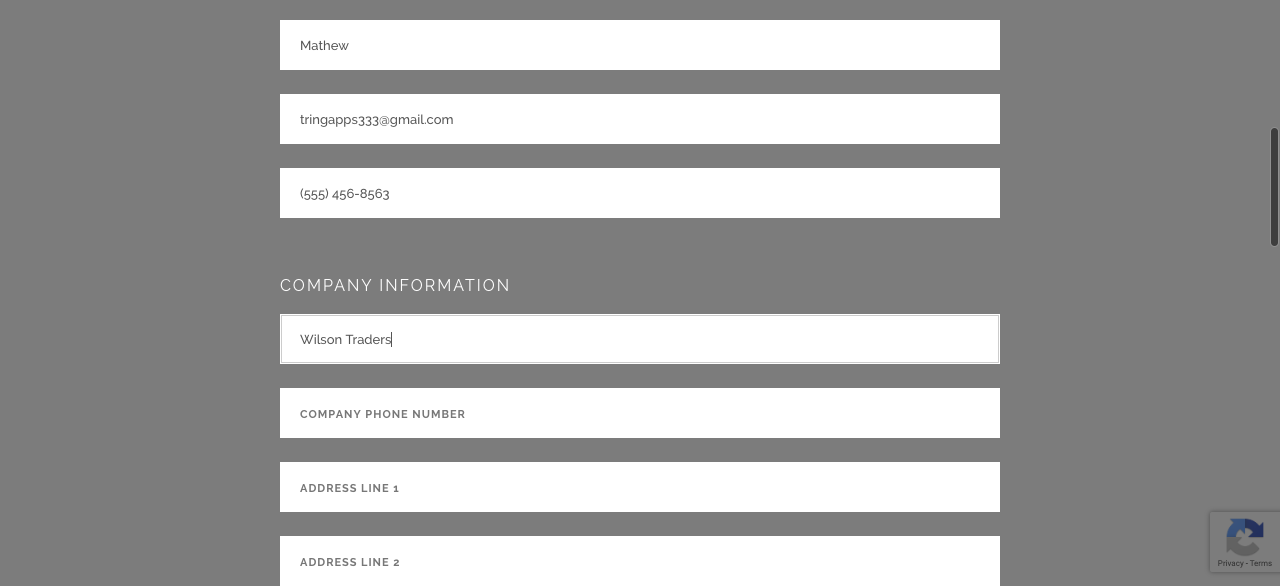 Mathew
tringapps333@gmail.com
(555) 456-8563
COMPANY INFORMATION
Wilson Traders
COMPANY PHONE NUMBER
ADDRESS LINE 1
ADDRESS LINE 2
Privacy - Terms